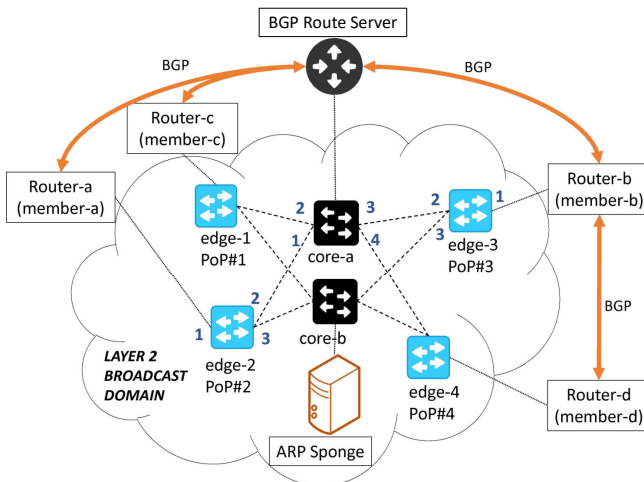 BGP Route Server
BGP
BGP
Router-c
(member-c)
Router-a
(member-a)
Router-b
(member-b)
2
3
2
1
edge-1
PoP#1
1
4
core-a
3
edge-3
PoP#3
2
1
3
edge-2
PoP#2
core-b
BGP
LAYER 2
BROADCAST
DOMAIN
edge-4
PoP#4
Router-d
(member-d)
ARP Sponge